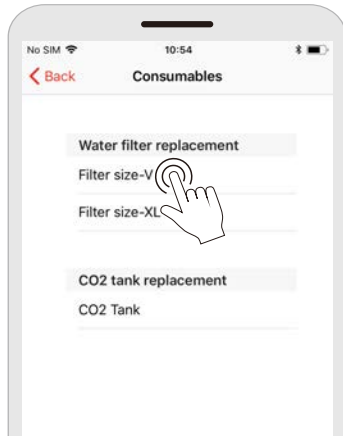 No SIM 10:54
Back Consumables
Water filter replacement
Filter size-V
Filter size-XL
CO2 tank replacement
CO2 Tank